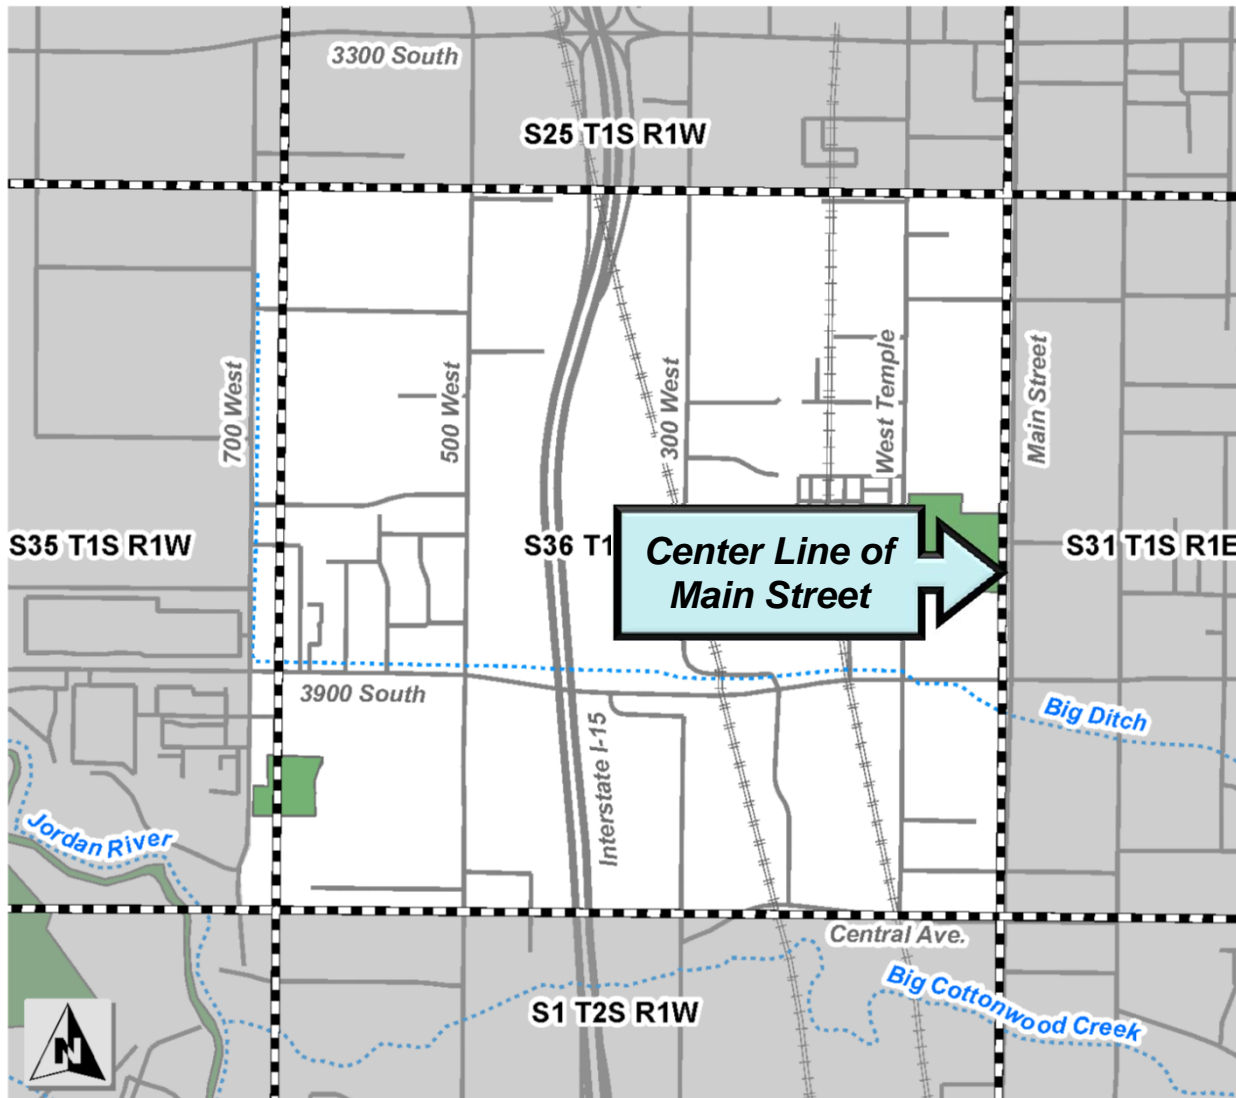 3300 South
S25 T1S R1W
700 West
500 West
300 West
West Temple
Main Street
S35 T1S R1W
S36 T1
Center Line of
Main Street
S31 T1S R1E
3900 South
Big Ditch
Interstate I-15
Jordan River
Central Ave.
Big Cottonwood Creek
S1 T2S R1W
N